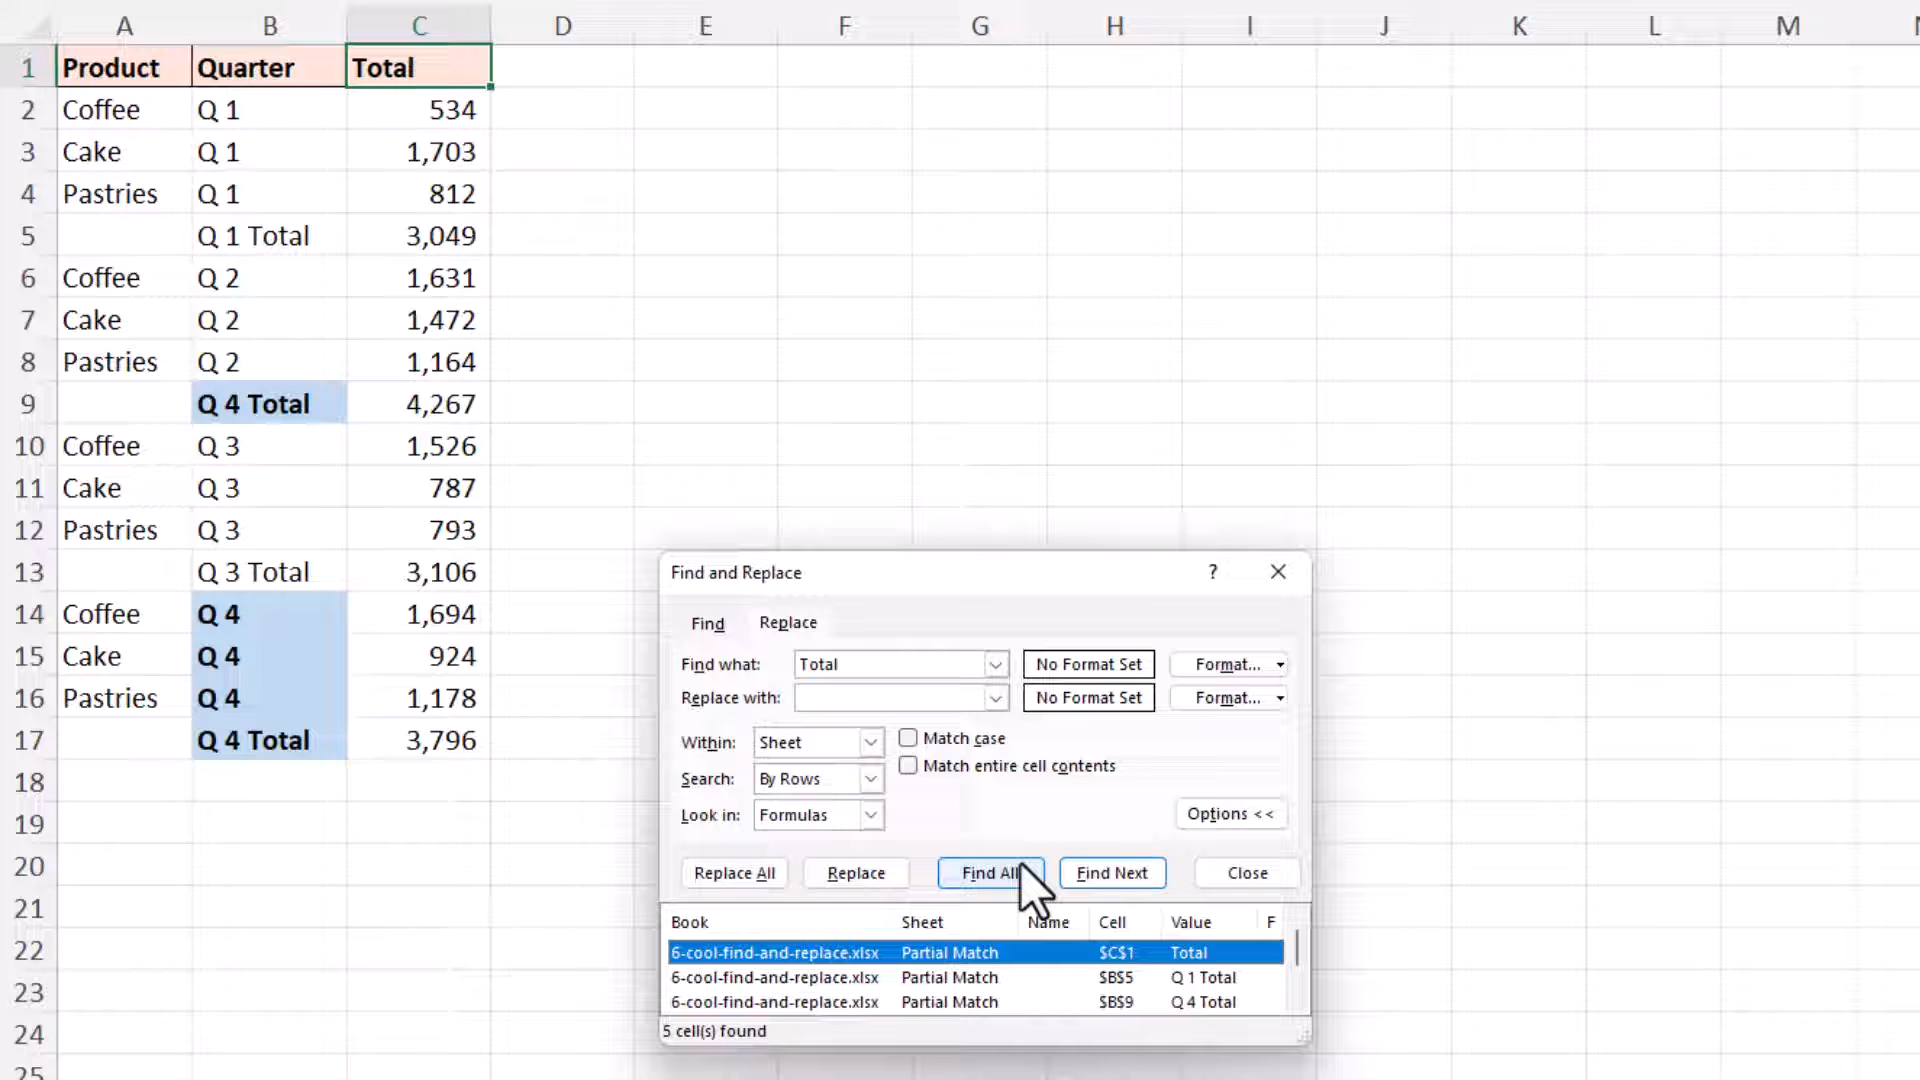 A B C D E F G H I J K L M
1 Product Quarter Total
2 Coffee Q 1 534
3 Cake Q 1 1,703
4 Pastries Q 1 812
5 Q 1 Total 3,049
6 Coffee Q 2 1,631
7 Cake Q 2 1,472
8 Pastries Q 2 1,164
9 Q 4 Total 4,267
10 Coffee Q 3 1,526
11 Cake Q 3 787
12 Pastries Q 3 793
13 Q 3 Total 3,106
14 Coffee Q 4 1,694
15 Cake Q 4 924
16 Pastries Q 4 1,178
17 Q 4 Total 3,796
18
19
20
21
22
23
24
25
Find and Replace ?
Find Replace
Find what: Total No Format Set Format...
Replace with: No Format Set Format...
Within: Sheet Match case
Match entire cell contents
Search: By Rows
Look in: Formulas Options <<
Replace All Replace Find All Find Next Close
Book Sheet Name Cell Value F
6-cool-find-and-replace.xlsx Partial Match $C$1 Total
6-cool-find-and-replace.xlsx Partial Match $B$5 Q 1 Total
6-cool-find-and-replace.xlsx Partial Match $B$9 Q 4 Total
5 cell(s) found